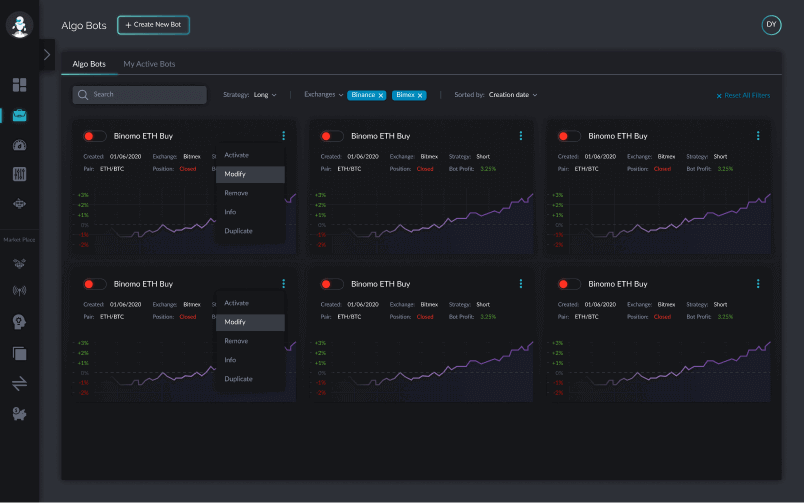 Algo Bots
+ Create New Bot
DY
Algo Bots
My Active Bots
Search
Strategy: Long
Exchanges
Binance ×
Bimex ×
Sorted by: Creation date
× Reset All Filters
Binomo ETH Buy
Created: 01/06/2020 Exchange: Bitmex
Pair: ETH/BTC Position: Closed
Activate
Modify
Remove
Info
Duplicate
+3%
+2%
+1%
0%
-1%
-2%
Binomo ETH Buy
Created: 01/06/2020 Exchange: Bitmex Strategy: Short
Pair: ETH/BTC Position: Closed Bot Profit: 3.25%
+3%
+2%
+1%
0%
-1%
-2%
Binomo ETH Buy
Created: 01/06/2020 Exchange: Bitmex Strategy: Short
Pair: ETH/BTC Position: Closed Bot Profit: 3.25%
+3%
+2%
+1%
0%
-1%
-2%
Market Place
Binomo ETH Buy
Created: 01/06/2020 Exchange: Bitmex
Pair: ETH/BTC Position: Closed
Activate
Modify
Remove
Info
Duplicate
+3%
+2%
+1%
0%
-1%
-2%
Binomo ETH Buy
Created: 01/06/2020 Exchange: Bitmex Strategy: Short
Pair: ETH/BTC Position: Closed Bot Profit: 3.25%
+3%
+2%
+1%
0%
-1%
-2%
Binomo ETH Buy
Created: 01/06/2020 Exchange: Bitmex Strategy: Short
Pair: ETH/BTC Position: Closed Bot Profit: 3.25%
+3%
+2%
+1%
0%
-1%
-2%